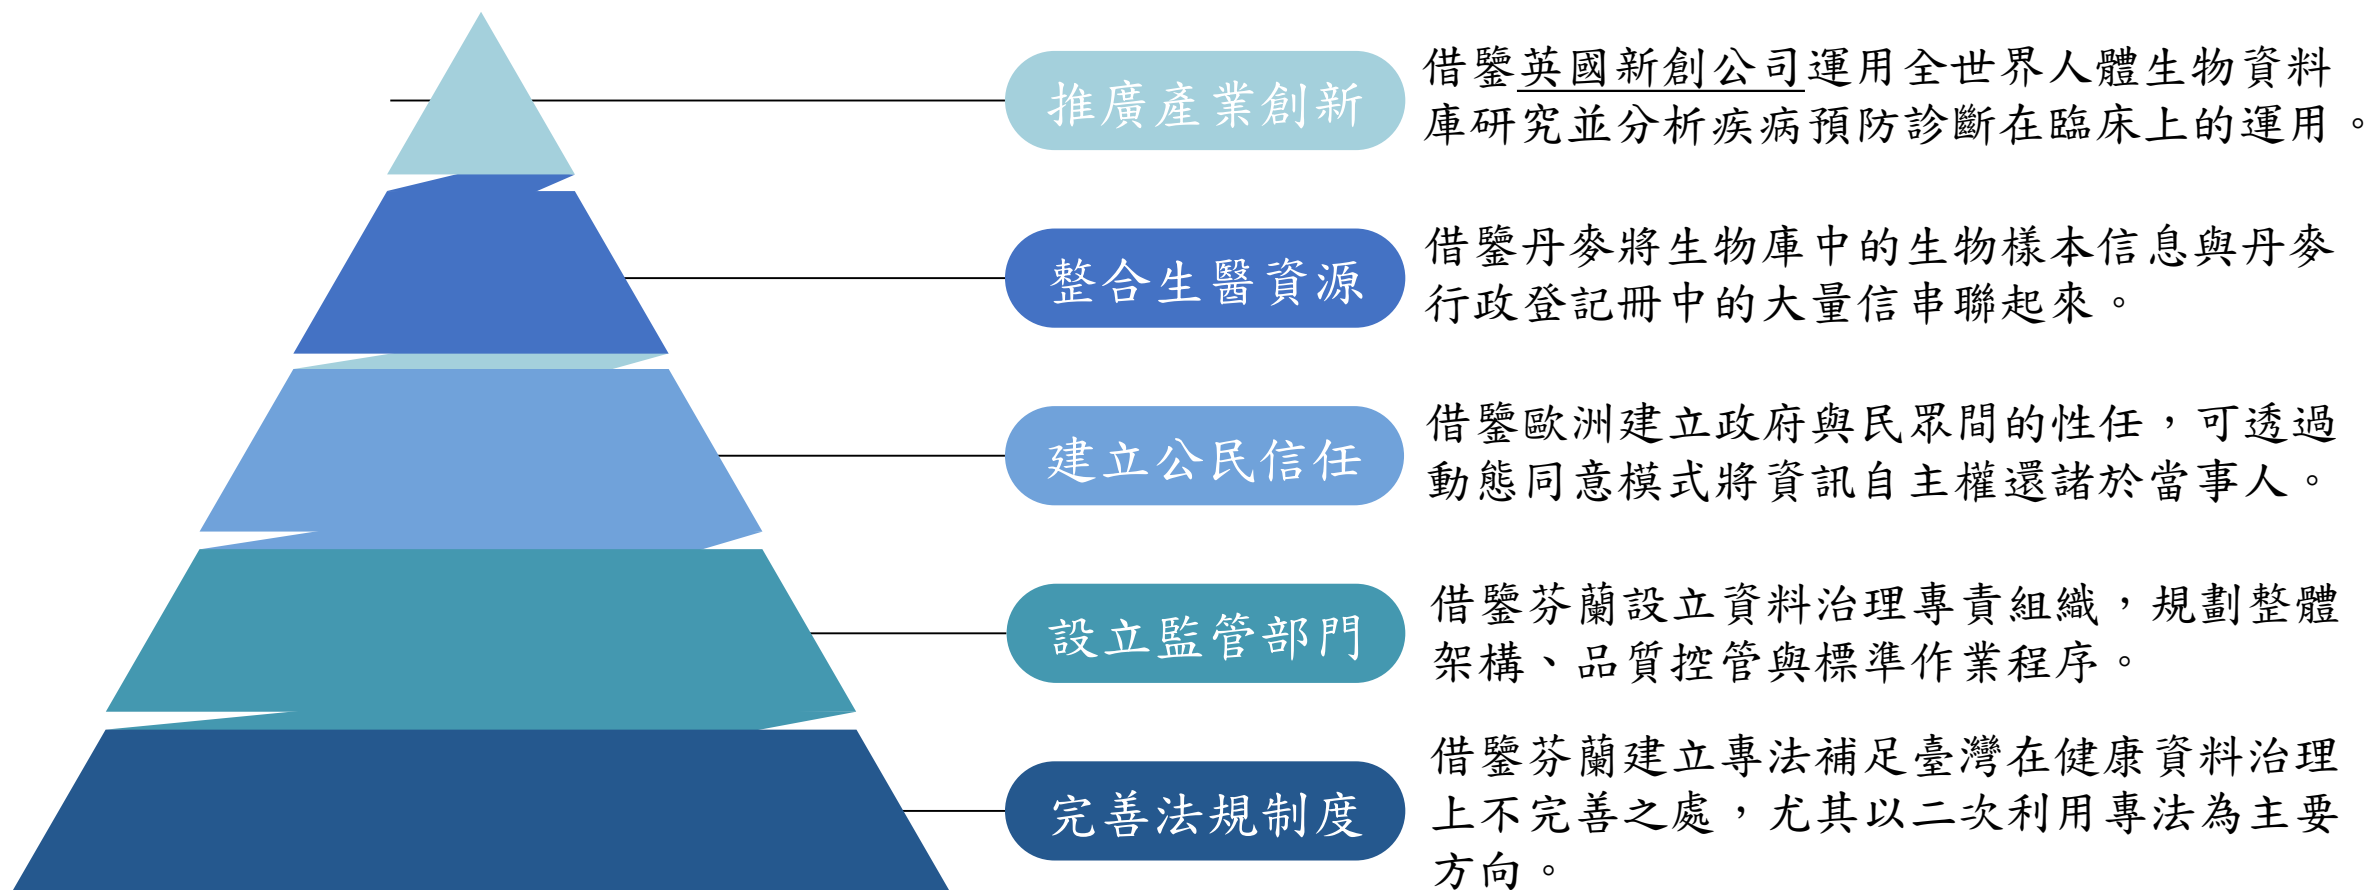 推廣產業創新
借鑒英國新創公司運用全世界人體生物資料
庫研究並分析疾病預防診斷在臨床上的運用。
整合生醫資源
借鑒丹麥將生物庫中的生物樣本信息與丹麥
行政登記冊中的大量信串聯起來。
建立公民信任
借鑒歐洲建立政府與民眾間的性任，可透過
動態同意模式將資訊自主權還諸於當事人。
設立監管部門
借鑒芬蘭設立資料治理專責組織，規劃整體
架構、品質控管與標準作業程序。
完善法規制度
借鑒芬蘭建立專法補足臺灣在健康資料治理
上不完善之處，尤其以二次利用專法為主要
方向。